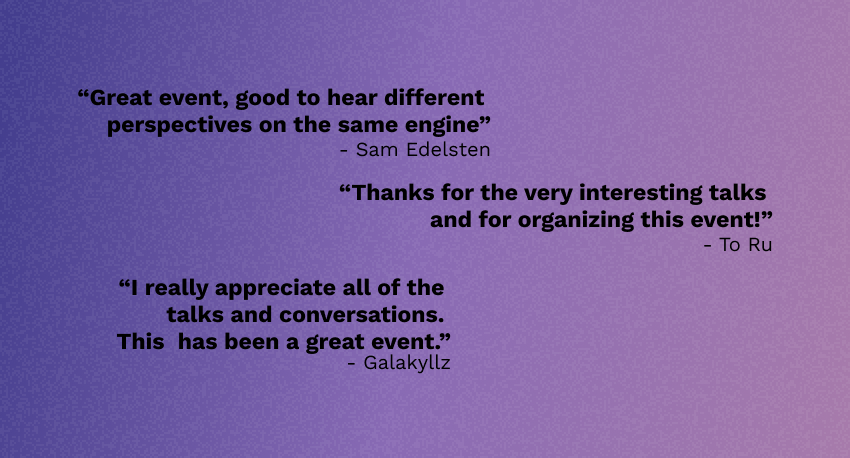 “Great event, good to hear different
perspectives on the same engine”
- Sam Edelsten
“Thanks for the very interesting talks
and for organizing this event!”
- To Ru
“I really appreciate all of the
talks and conversations.
This  has been a great event.”
- Galakyllz